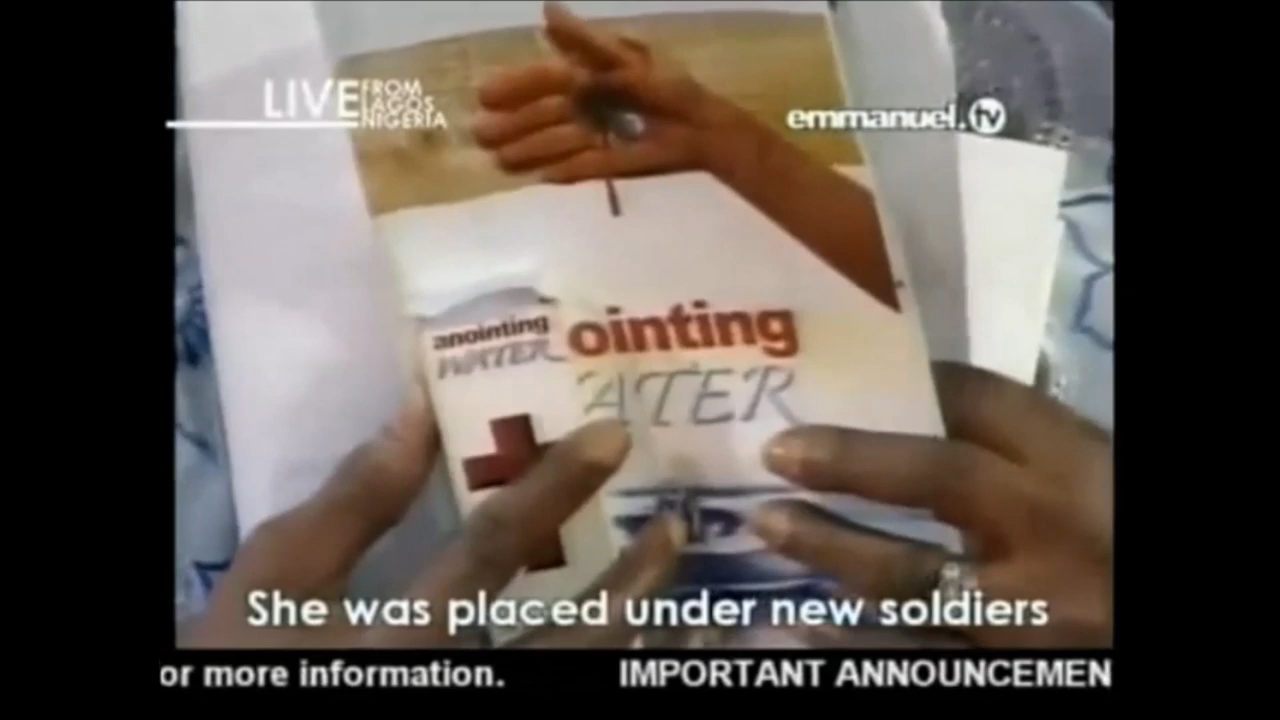 LIVE FROM
LAGOS
NIGERIA
emmanuel.tv
anointing
WATER
ointing
ATER
She was placed under new soldiers
or more information. IMPORTANT ANNOUNCEMEN